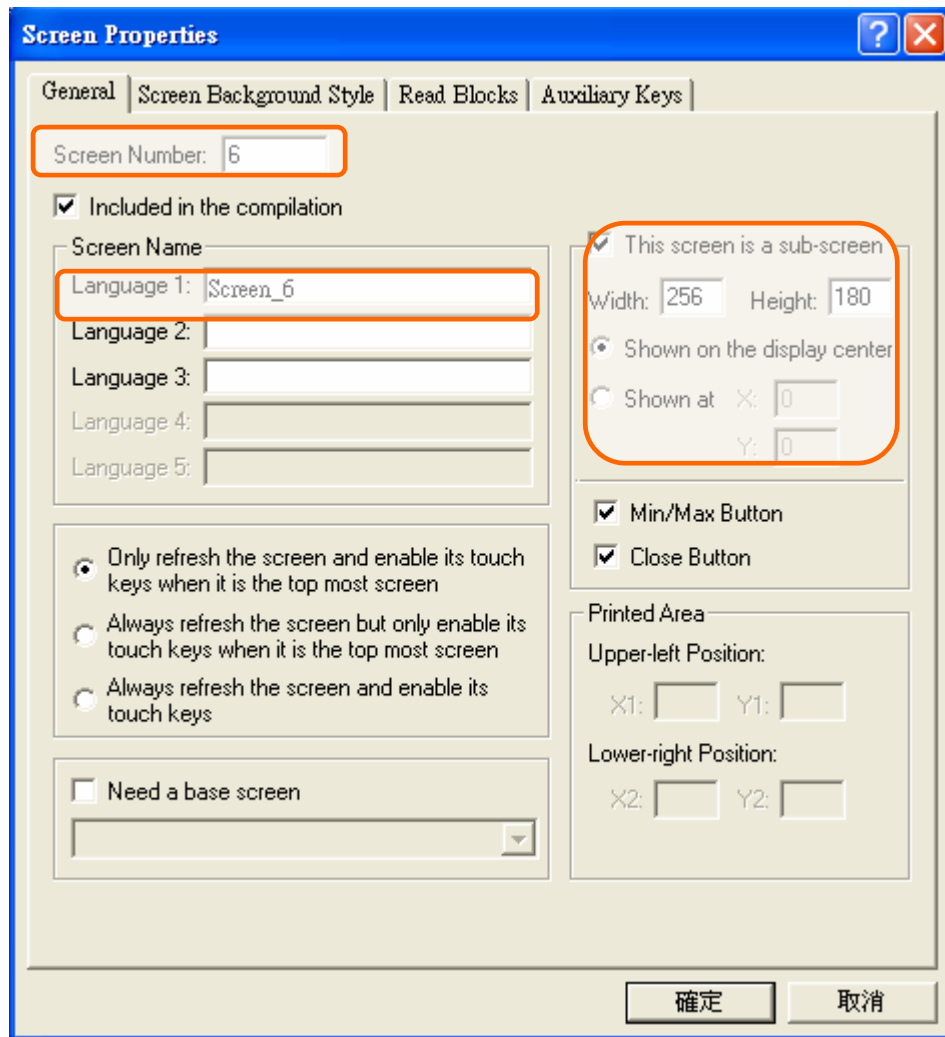 Screen Properties
General Screen Background Style Read Blocks Auxiliary Keys
Screen Number: 6
Included in the compilation
Screen Name
Language 1: Screen_6
Language 2:
Language 3:
Language 4:
Language 5:
This screen is a sub-screen
Width: 256 Height: 180
Shown on the display center
Shown at X: 0
Y: 0
Min/Max Button
Close Button
Only refresh the screen and enable its touch
keys when it is the top most screen
Always refresh the screen but only enable its
touch keys when it is the top most screen
Always refresh the screen and enable its
touch keys
Printed Area
Upper-left Position:
X1: Y1:
Lower-right Position:
X2: Y2:
Need a base screen
確定 取消